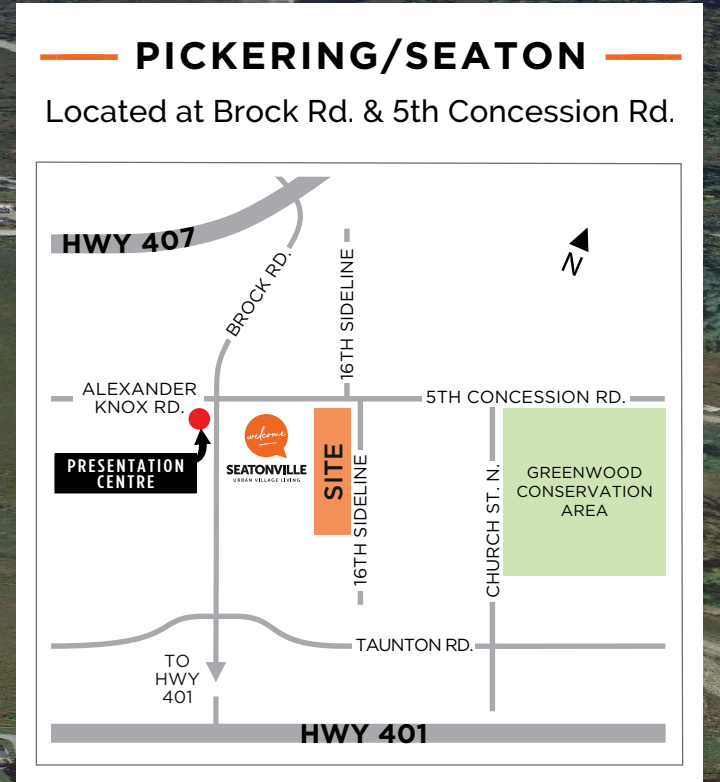 PICKERING/SEATON
Located at Brock Rd. & 5th Concession Rd.
HWY 407
BROCK RD.
16TH SIDELINE
N
ALEXANDER
KNOX RD.
5TH CONCESSION RD.
PRESENTATION
CENTRE
welcome
SEATONVILLE
URBAN VILLAGE LIVING
SITE
16TH SIDELINE
CHURCH ST. N.
GREENWOOD
CONSERVATION
AREA
TAUNTON RD.
TO
HWY
401
HWY 401